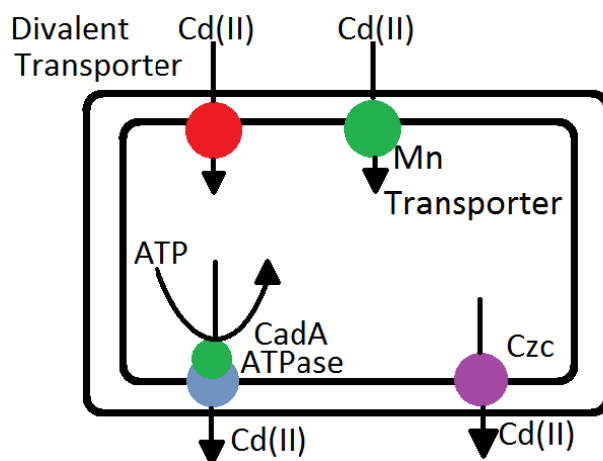 Divalent
Transporter
Cd(II)
Cd(II)
Mn
Transporter
ATP
CadA
ATPase
Czc
Cd(II)
Cd(II)